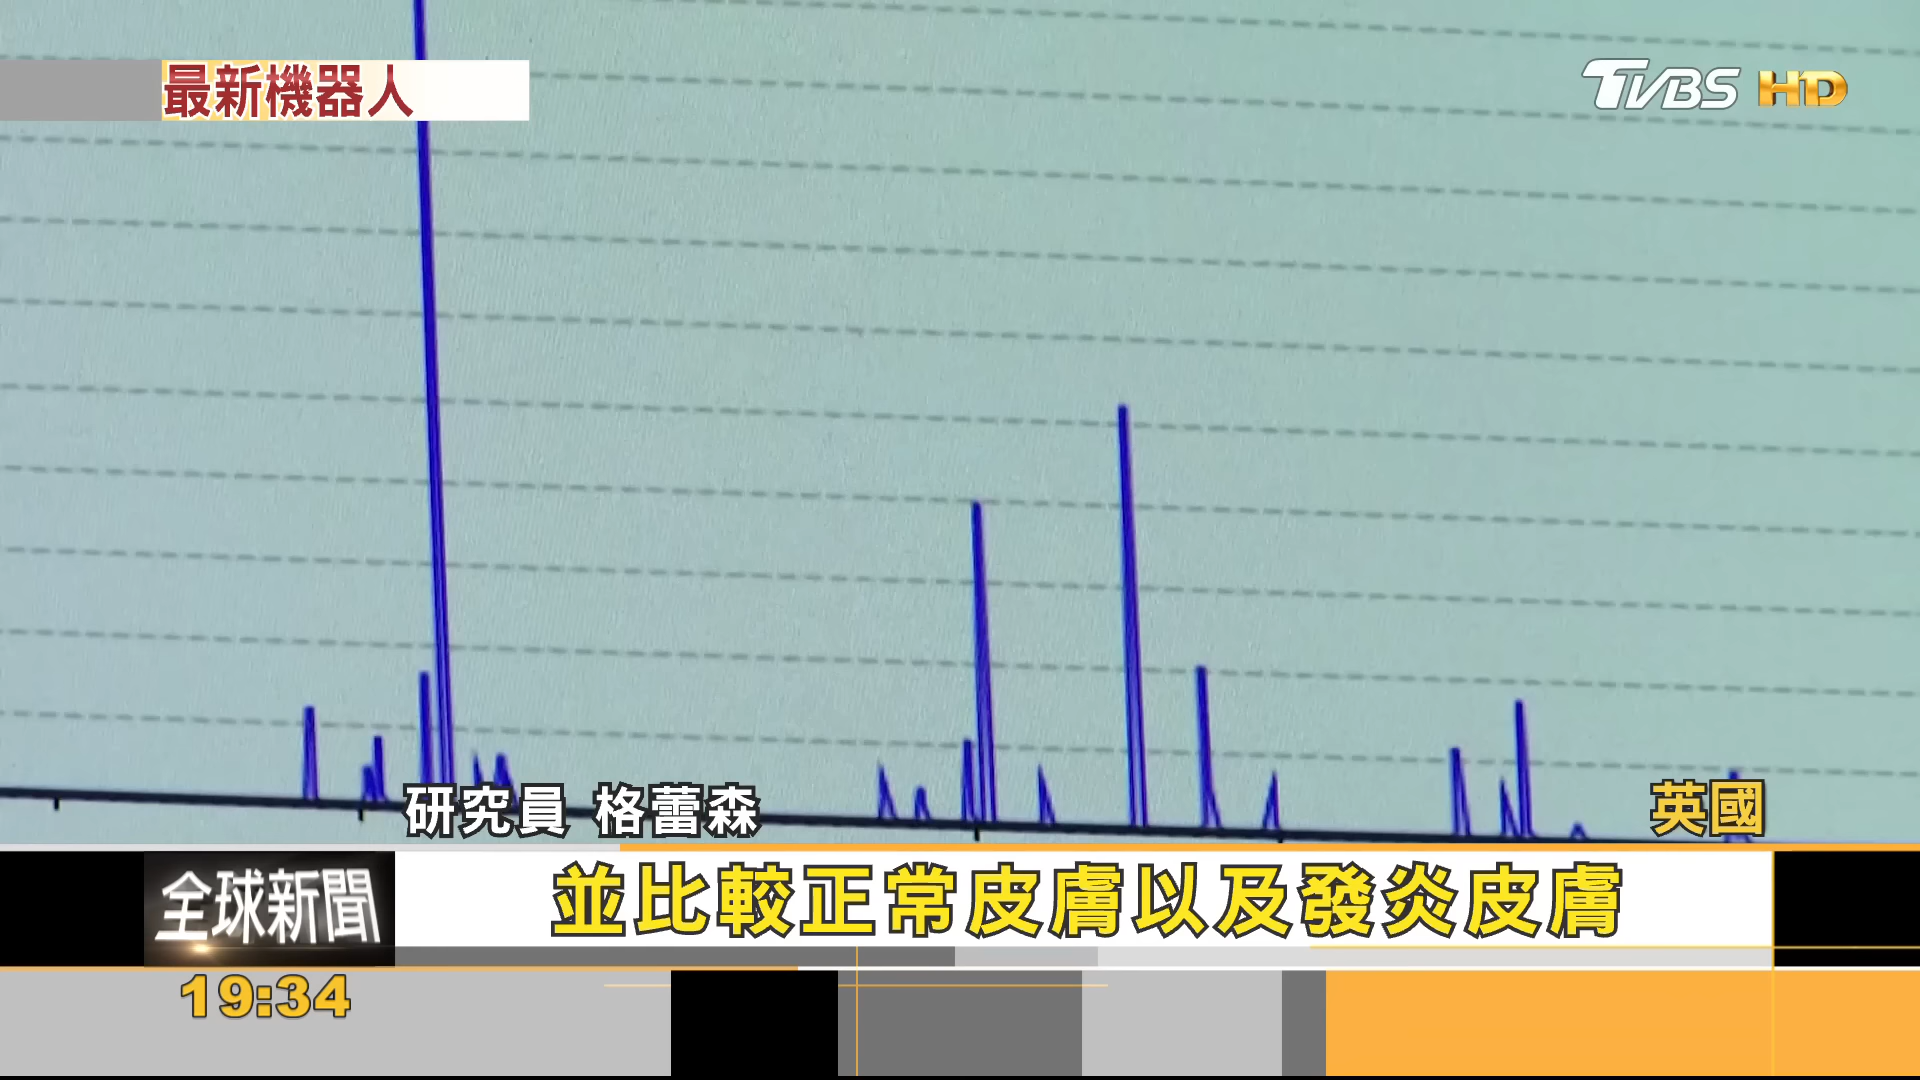 最新機器人
TVBS HD
研究員 格蕾森
英國
並比較正常皮膚以及發炎皮膚
全球新聞
19:34